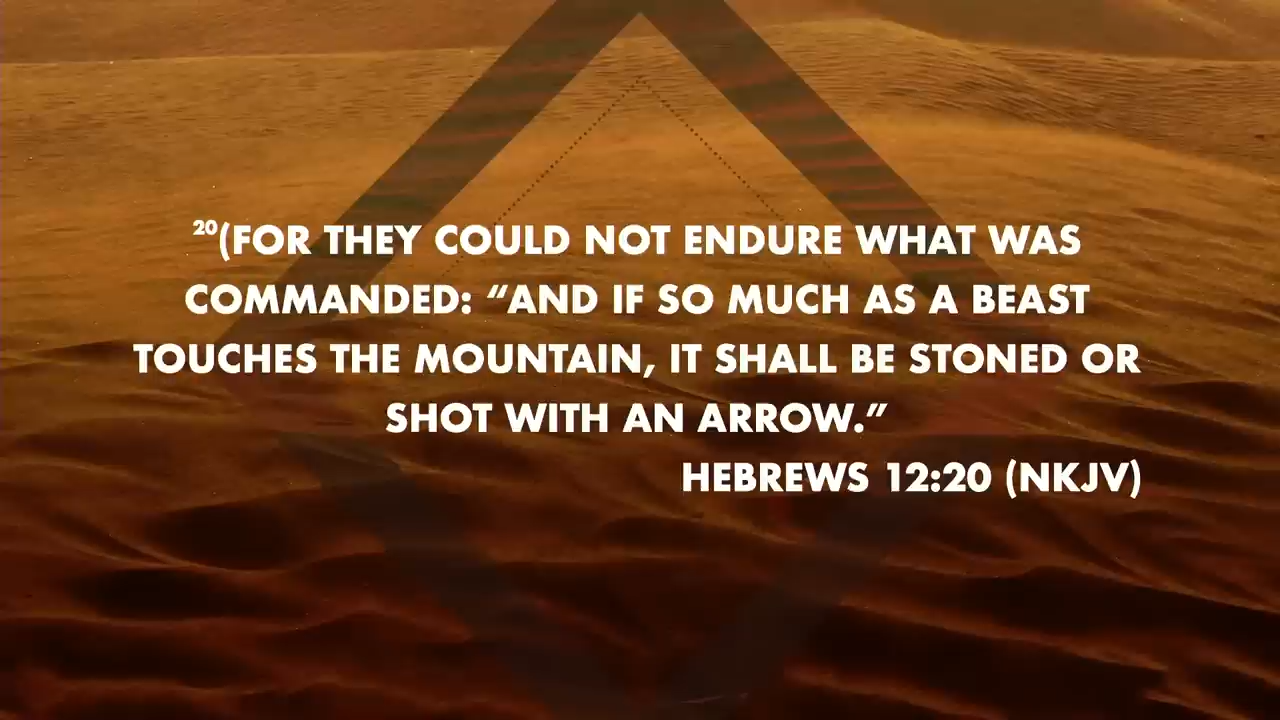 ²⁰(FOR THEY COULD NOT ENDURE WHAT WAS
COMMANDED: “AND IF SO MUCH AS A BEAST
TOUCHES THE MOUNTAIN, IT SHALL BE STONED OR
SHOT WITH AN ARROW.”
HEBREWS 12:20 (NKJV)